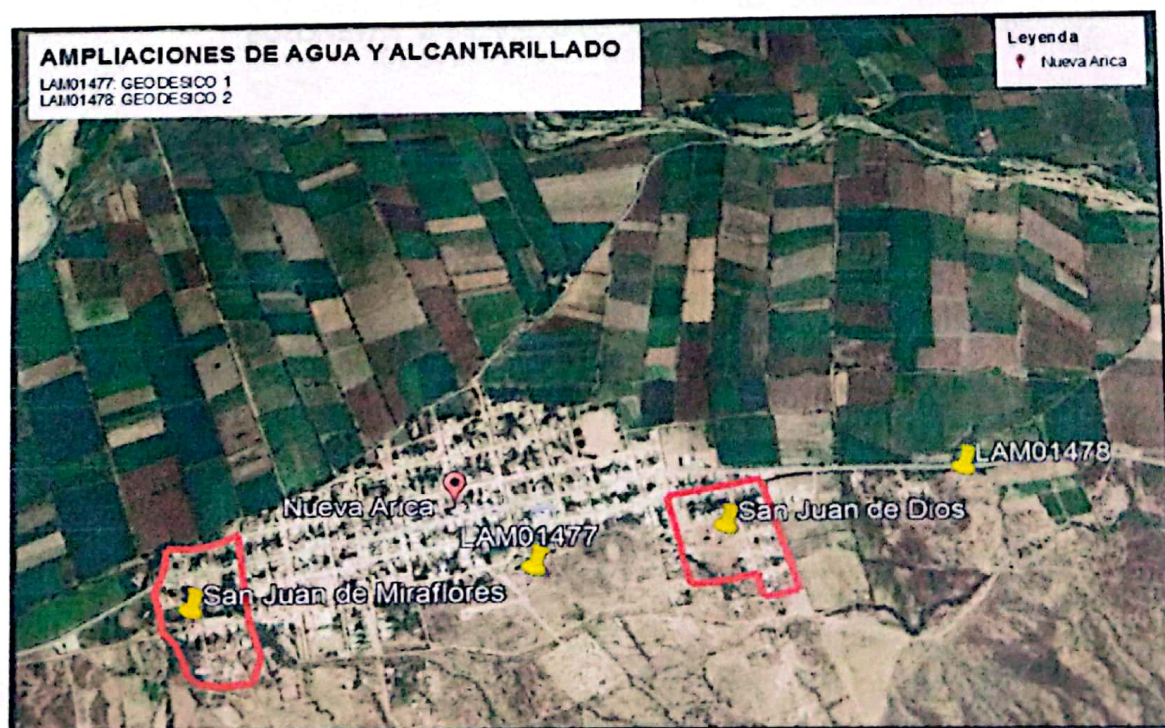 AMPLIACIONES DE AGUA Y ALCANTARILLADO
LAM01477: GEODESICO 1
LAM01478: GEODESICO 2
Leyenda
Nueva Arica
LAM01478
Nueva Arica
San Juan de Dios
LAM01477
San Juan de Miraflores